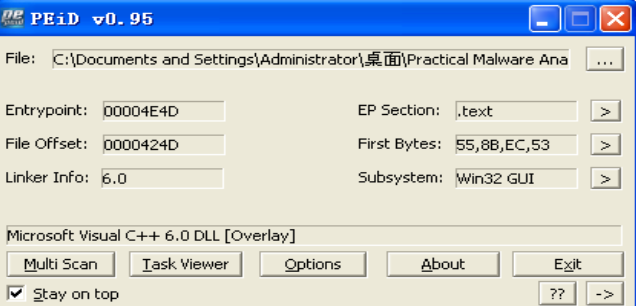 PEiD v0.95
File: C:\Documents and Settings\Administrator\桌面\Practical Malware Ana ...
Entrypoint: 00004E4D EP Section: .text >
File Offset: 0000424D First Bytes: 55,8B,EC,53 >
Linker Info: 6.0 Subsystem: Win32 GUI >
Microsoft Visual C++ 6.0 DLL [Overlay]
Multi Scan Task Viewer Options About Exit
Stay on top ?? ->